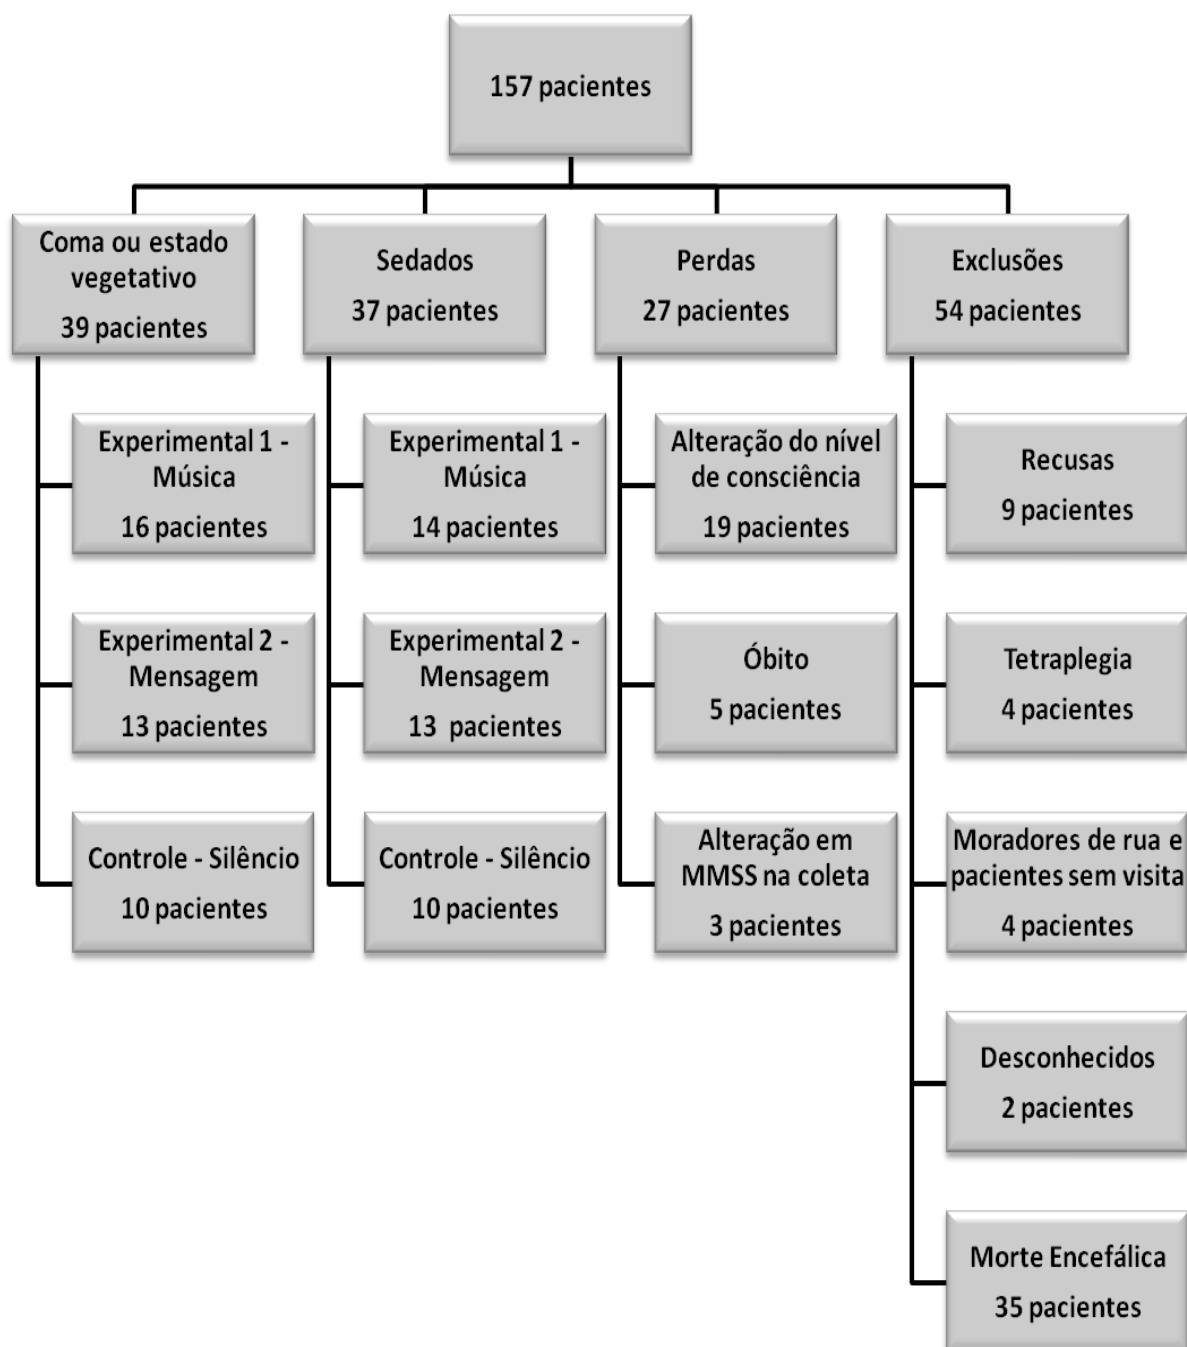 157 pacientes
Coma ou estado
vegetativo
39 pacientes
Sedados
37 pacientes
Perdas
27 pacientes
Exclusões
54 pacientes
Experimental 1 -
Música
16 pacientes
Experimental 2 -
Mensagem
13 pacientes
Controle - Silêncio
10 pacientes
Experimental 1 -
Música
14 pacientes
Experimental 2 -
Mensagem
13 pacientes
Controle - Silêncio
10 pacientes
Alteração do nível
de consciência
19 pacientes
Óbito
5 pacientes
Alteração em
MMSS na coleta
3 pacientes
Recusas
9 pacientes
Tetraplegia
4 pacientes
Moradores de rua e
pacientes sem visita
4 pacientes
Desconhecidos
2 pacientes
Morte Encefálica
35 pacientes